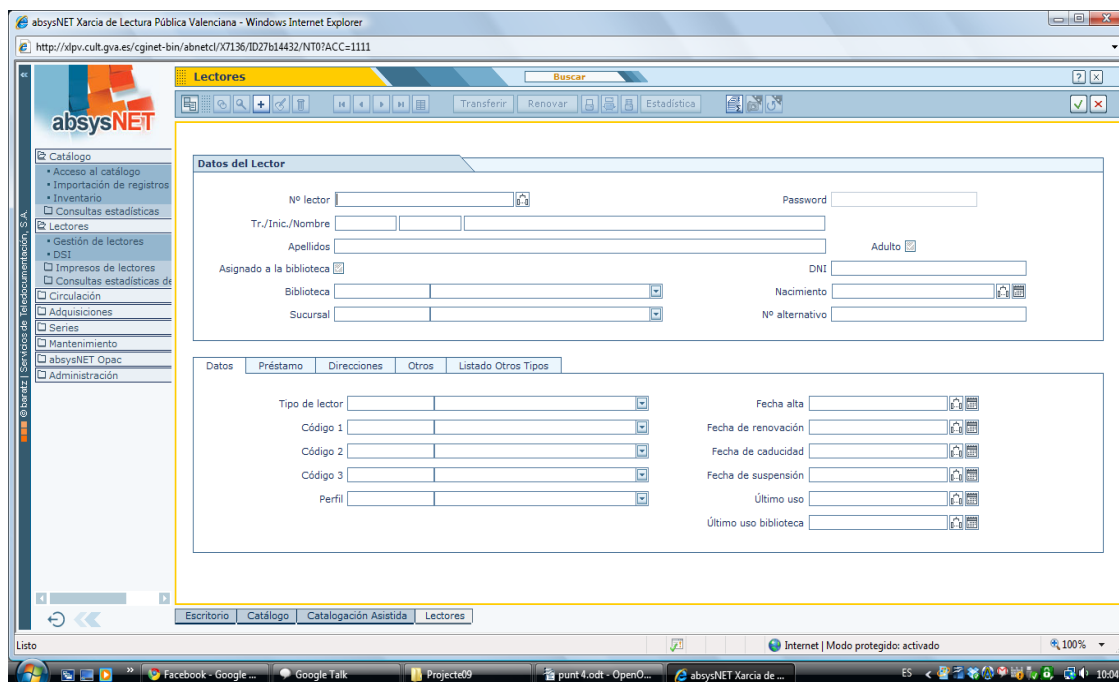 absysNET Xarcia de Lectura Pública Valenciana - Windows Internet Explorer
http://xlpv.cult.gva.es/cginet-bin/abnetcl/X7136/ID27b14432/NT0?ACC=1111
absysNET
Catálogo
Acceso al catálogo
Importación de registros
Inventario
Consultas estadísticas
Lectores
Gestión de lectores
DSI
Impresos de lectores
Consultas estadísticas de
Circulación
Adquisiciones
Series
Mantenimiento
absysNET Opac
Administración
© baratz | Servicios de Teledocumentación, S.A.
Lectores Buscar
Transferir Renovar Estadística
Datos del Lector
Nº lector Password
Tr./Inic./Nombre
Apellidos Adulto
Asignado a la biblioteca DNI
Biblioteca Nacimiento
Sucursal Nº alternativo
Datos Préstamo Direcciones Otros Listado Otros Tipos
Tipo de lector Fecha alta
Código 1 Fecha de renovación
Código 2 Fecha de caducidad
Código 3 Fecha de suspensión
Perfil Último uso
Último uso biblioteca
Escritorio Catálogo Catalogación Asistida Lectores
Listo Internet | Modo protegido: activado 100%
Facebook - Google ... Google Talk Projecte09 punt 4.odt - OpenO... absysNET Xarcia de ... ES 10:04